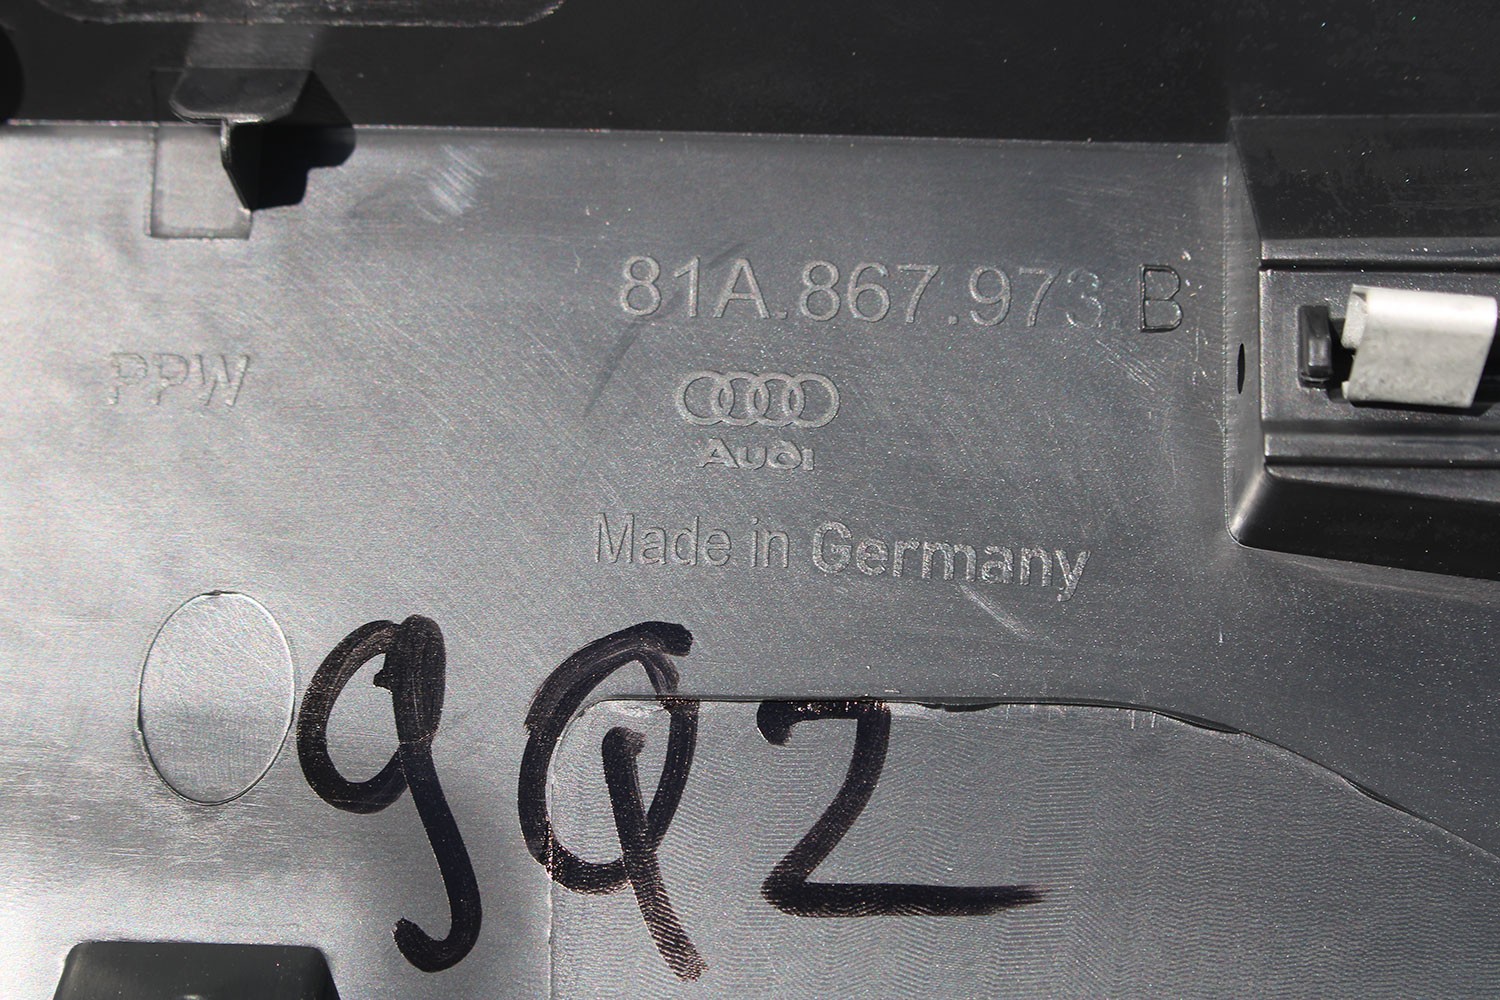 81A.867.973.B
PPW
Audi
Made in Germany
9Q2